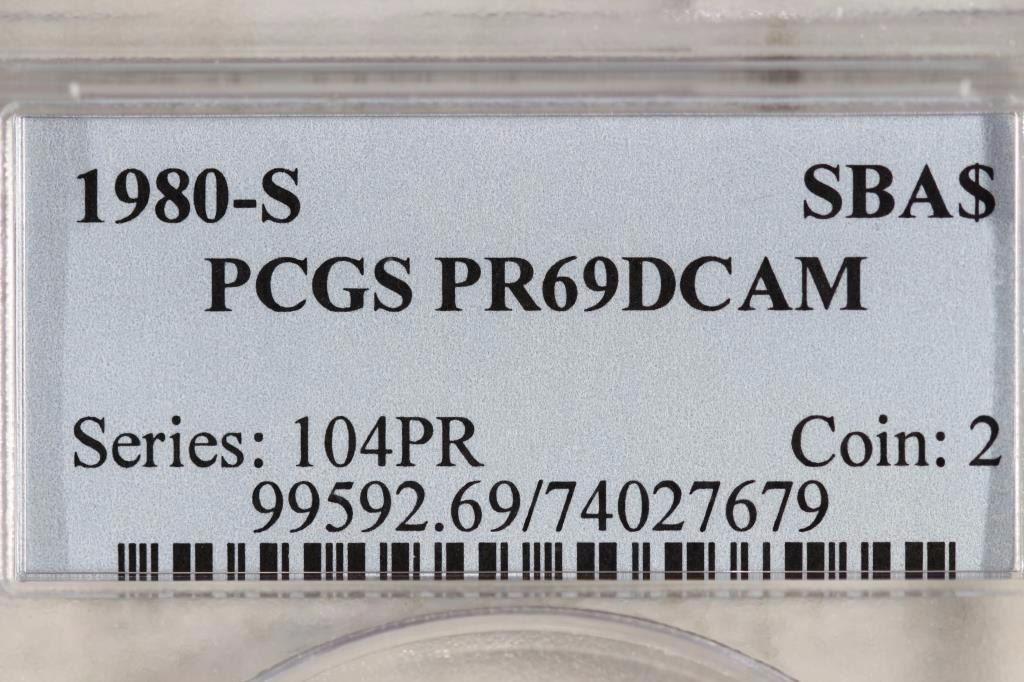 1980-S SBA$
PCGS PR69DCAM
Series: 104PR Coin: 2
99592.69/74027679